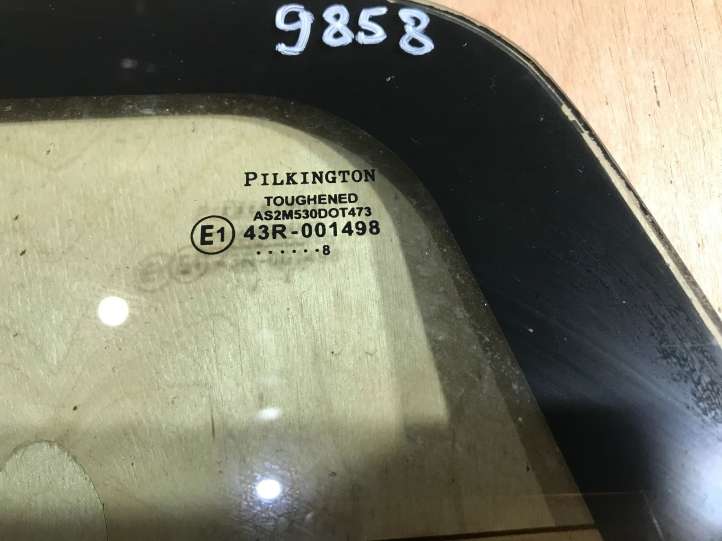 9858
PILKINGTON
TOUGHENED
AS2M530DOT473
E1 43R-001498
......8